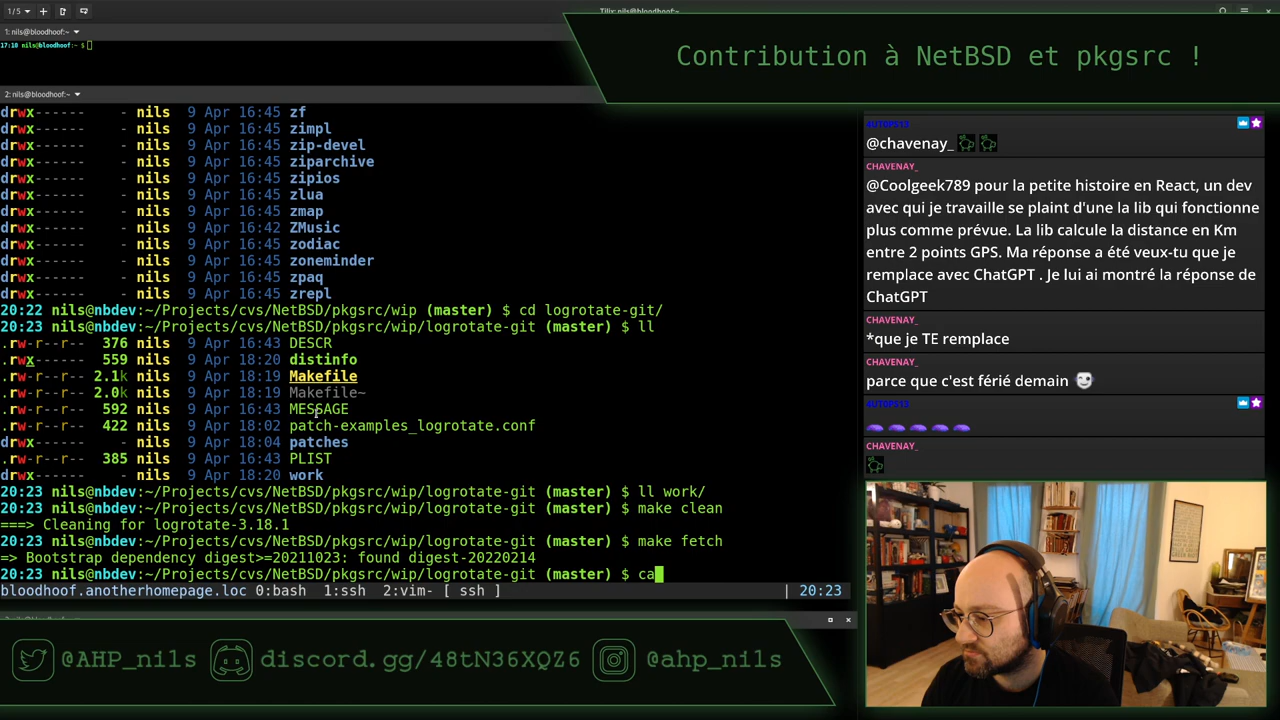 1/5
Tilix: nils@bloodhoof:~
1: nils@bloodhoof:~
17:10 nils@bloodhoof:~ $
Contribution à NetBSD et pkgsrc !
2: nils@bloodhoof:~
drwx------ - nils 9 Apr 16:45 zf
drwx------ - nils 9 Apr 16:45 zimpl
drwx------ - nils 9 Apr 16:45 zip-devel
drwx------ - nils 9 Apr 16:45 ziparchive
drwx------ - nils 9 Apr 16:45 zipios
drwx------ - nils 9 Apr 16:45 zlua
drwx------ - nils 9 Apr 16:45 zmap
drwx------ - nils 9 Apr 16:42 ZMusic
drwx------ - nils 9 Apr 16:45 zodiac
drwx------ - nils 9 Apr 16:45 zoneminder
drwx------ - nils 9 Apr 16:45 zpaq
drwx------ - nils 9 Apr 16:45 zrepl
20:22 nils@nbdev:~/Projects/cvs/NetBSD/pkgsrc/wip (master) $ cd logrotate-git/
20:23 nils@nbdev:~/Projects/cvs/NetBSD/pkgsrc/wip/logrotate-git (master) $ ll
.rw-r--r-- 376 nils 9 Apr 16:43 DESCR
.rwx------ 559 nils 9 Apr 18:20 distinfo
.rw-r--r-- 2.1k nils 9 Apr 18:19 Makefile
.rw-r--r-- 2.0k nils 9 Apr 18:19 Makefile~
.rw-r--r-- 592 nils 9 Apr 16:43 MESSAGE
.rw-r--r-- 422 nils 9 Apr 18:02 patch-examples_logrotate.conf
drwx------ - nils 9 Apr 18:04 patches
.rw-r--r-- 385 nils 9 Apr 16:43 PLIST
drwx------ - nils 9 Apr 18:20 work
20:23 nils@nbdev:~/Projects/cvs/NetBSD/pkgsrc/wip/logrotate-git (master) $ ll work/
20:23 nils@nbdev:~/Projects/cvs/NetBSD/pkgsrc/wip/logrotate-git (master) $ make clean
===> Cleaning for logrotate-3.18.1
20:23 nils@nbdev:~/Projects/cvs/NetBSD/pkgsrc/wip/logrotate-git (master) $ make fetch
=> Bootstrap dependency digest>=20211023: found digest-20220214
20:23 nils@nbdev:~/Projects/cvs/NetBSD/pkgsrc/wip/logrotate-git (master) $ ca
bloodhoof.anotherhomepage.loc 0:bash 1:ssh 2:vim- [ ssh ] | 20:23
4UT0PS13
@chavenay_
CHAVENAY_
@Coolgeek789 pour la petite histoire en React, un dev
avec qui je travaille se plaint d'une la lib qui fonctionne
plus comme prévue. La lib calcule la distance en Km
entre 2 points GPS. Ma réponse a été veux-tu que je
remplace avec ChatGPT . Je lui ai montré la réponse de
ChatGPT
CHAVENAY_
*que je TE remplace
CHAVENAY_
parce que c'est férié demain
4UT0PS13
CHAVENAY_
@AHP_nils
discord.gg/48tN36XQZ6
@ahp_nils